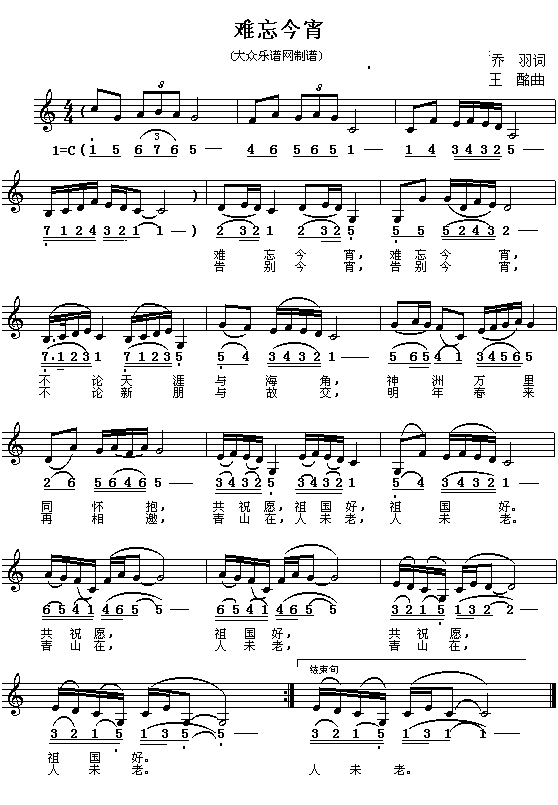 难忘今宵
(大众乐谱网制谱)
乔 羽词
王 酩曲
4/4
1=C ( 1 5 6 7 6 5 — 4 6 5 6 5 1 — 1 4 3 4 3 2 5 —
7 1 2 4 3 2 1 1 — ) 2 3 2 1 2 3 2 5 5 5 5 2 4 3 2 —
难 忘 今 宵, 难 忘 今 宵,
告 别 今 宵, 告 别 今 宵,
7 · 1 2 3 1 7 1 2 3 5 5 4 3 4 3 2 1 — 5 6 5 4 1 3 4 5 6 5
不 论 天 涯 与 海 角, 神 洲 万 里
不 论 新 朋 与 故 交, 明 年 春 来
2 6 5 6 4 6 5 — 3 4 3 2 3 2 1 5 5 4 3 4 3 2 1 —
同 怀 抱, 共 祝 愿, 祖 国 好, 祖 国 好。
再 相 邀, 青 山 在, 人 未 老, 人 未 老。
6 5 4 1 4 6 5 5 — 6 5 4 1 4 6 5 5 — 3 2 1 5 1 3 2 2 —
共 祝 愿, 祖 国 好, 共 祝 愿,
青 山 在, 人 未 老, 青 山 在,
结束句
3 2 1 5 1 3 5 5 — 3 2 1 5 1 3 1 1 —
祖 国 好。
人 未 老。 人 未 老。